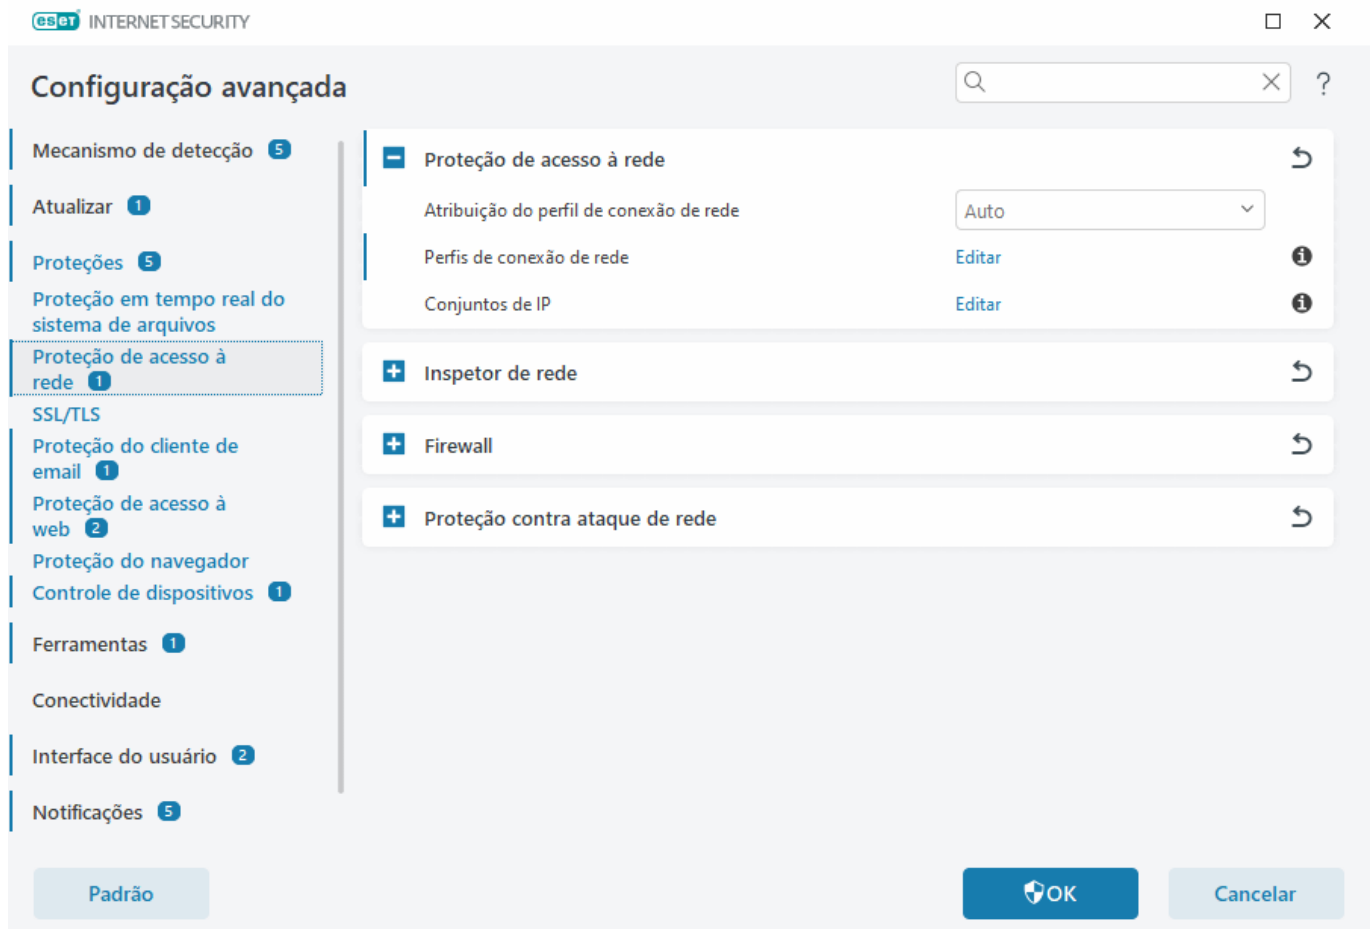 eset INTERNET SECURITY
Configuração avançada
?
Mecanismo de detecção 5
Atualizar 1
Proteções 5
Proteção em tempo real do
sistema de arquivos
Proteção de acesso à
rede 1
SSL/TLS
Proteção do cliente de
email 1
Proteção de acesso à
web 2
Proteção do navegador
Controle de dispositivos 1
Ferramentas 1
Conectividade
Interface do usuário 2
Notificações 5
Proteção de acesso à rede
Atribuição do perfil de conexão de rede Auto
Perfis de conexão de rede Editar
Conjuntos de IP Editar
Inspetor de rede
Firewall
Proteção contra ataque de rede
Padrão
OK
Cancelar